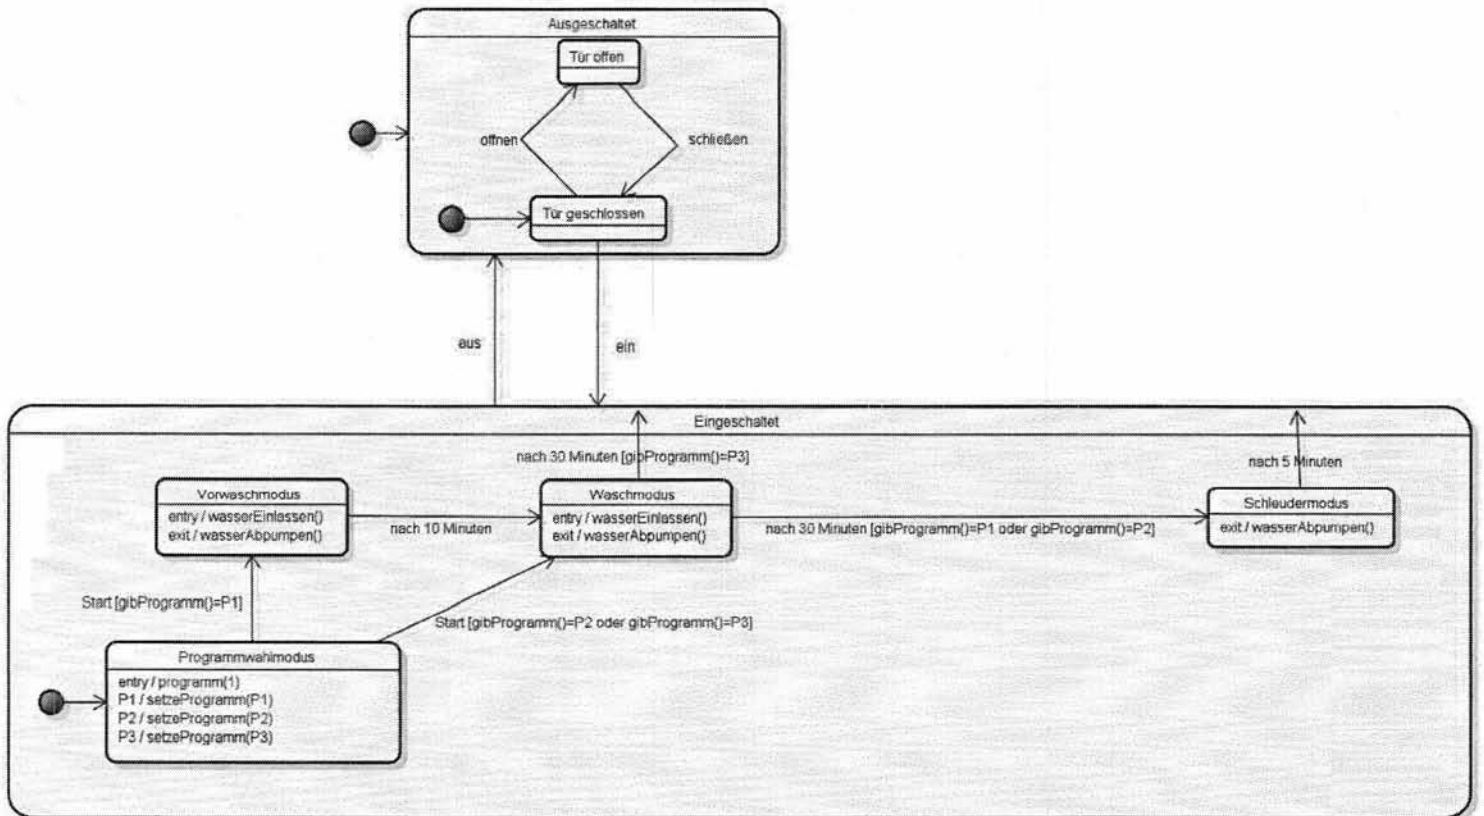 Ausgeschaltet
Tür offen
offnen
schließen
Tür geschlossen
aus
ein
Eingeschaltet
nach 30 Minuten [gibProgramm()=P3]
nach 5 Minuten
Vorwaschmodus
entry / wasserEinlassen()
exit / wasserAbpumpen()
nach 10 Minuten
Waschmodus
entry / wasserEinlassen()
exit / wasserAbpumpen()
nach 30 Minuten [gibProgramm()=P1 oder gibProgramm()=P2]
Schleudermodus
exit / wasserAbpumpen()
Start [gibProgramm()=P1]
Start [gibProgramm()=P2 oder gibProgramm()=P3]
Programmwahlmodus
entry / programm(1)
P1 / setzeProgramm(P1)
P2 / setzeProgramm(P2)
P3 / setzeProgramm(P3)